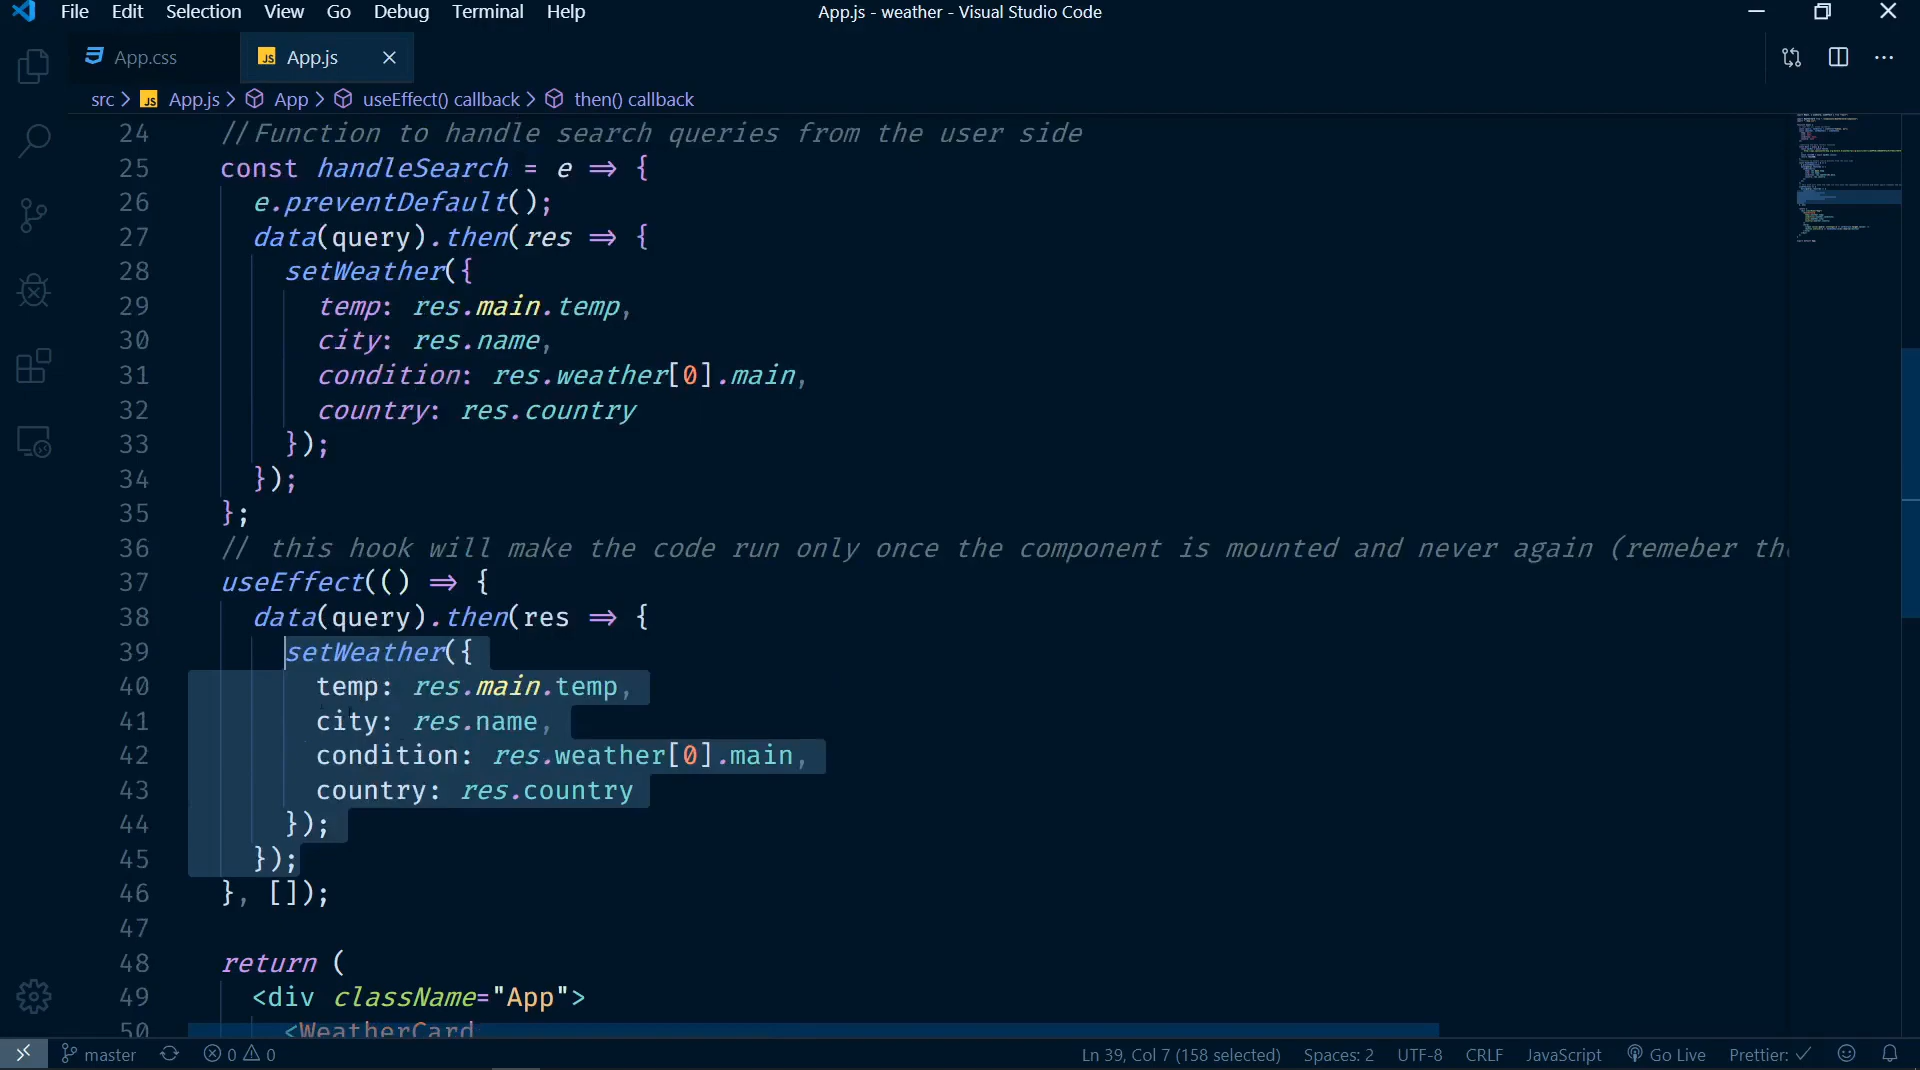 File Edit Selection View Go Debug Terminal Help
App.js - weather - Visual Studio Code
App.css
JS App.js
src > JS App.js > App > useEffect() callback > then() callback
24 //Function to handle search queries from the user side
25 const handleSearch = e => {
26 e.preventDefault();
27 data(query).then(res => {
28 setWeather({
29 temp: res.main.temp,
30 city: res.name,
31 condition: res.weather[0].main,
32 country: res.country
33 });
34 });
35 };
36 // this hook will make the code run only once the component is mounted and never again (remeber
37 useEffect(() => {
38 data(query).then(res => {
39 setWeather({
40 temp: res.main.temp,
41 city: res.name,
42 condition: res.weather[0].main,
43 country: res.country
44 });
45 });
46 }, []);
47
48 return (
49 <div className="App">
50 <WeatherCard
master 0 0 Ln 39, Col 7 (158 selected) Spaces: 2 UTF-8 CRLF JavaScript Go Live Prettier: ✓